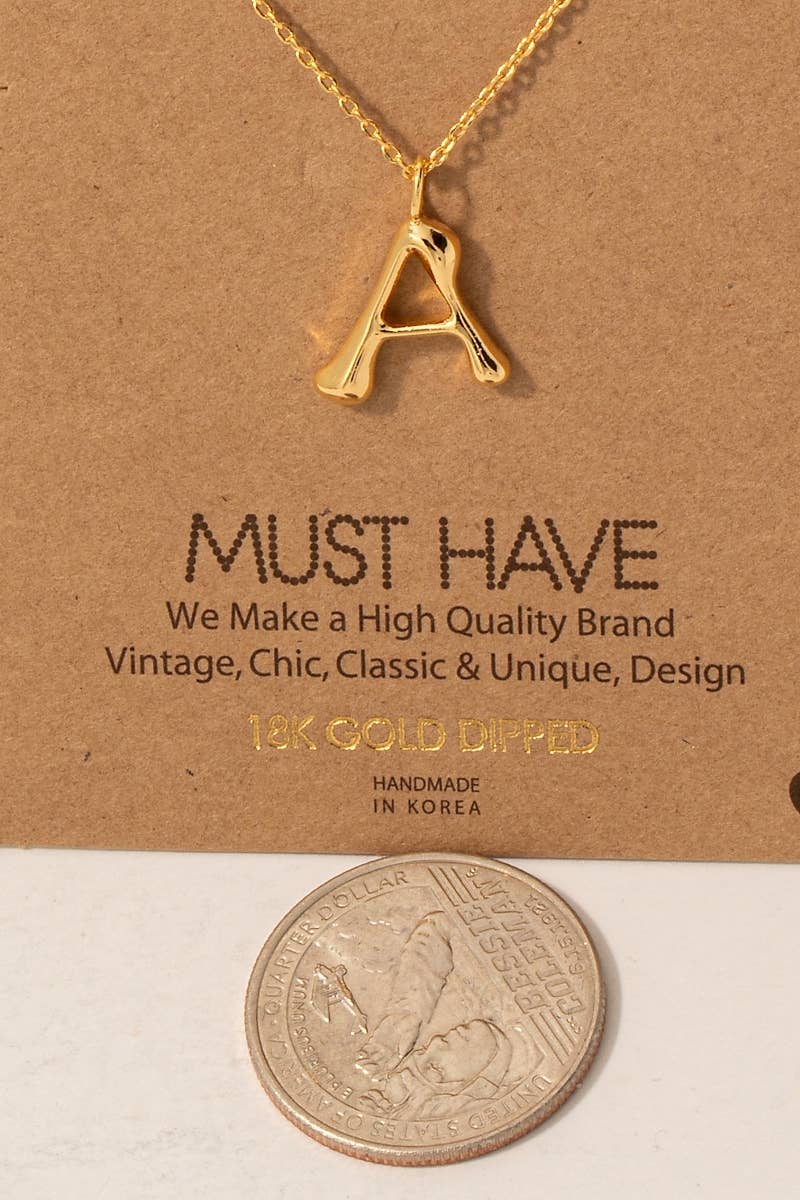 A
MUST HAVE
We Make a High Quality Brand
Vintage, Chic, Classic & Unique, Design
18K GOLD DIPPED
HANDMADE
IN KOREA
QUARTER DOLLAR
E PLURIBUS UNUM
BESSIE
COLEMAN
6.15.1921
UNITED STATES OF AMERICA